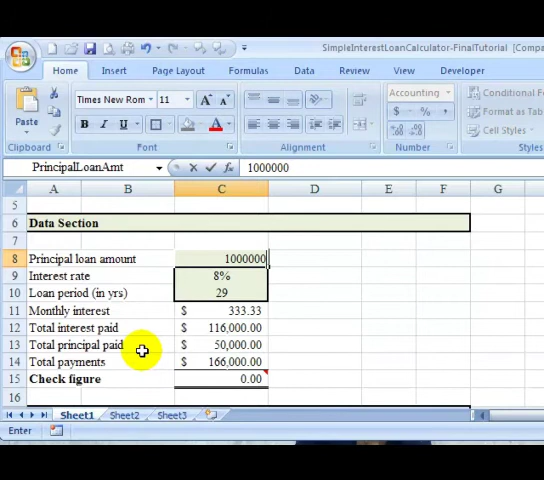 SimpleInterestLoanCalculator-FinalTutorial [Comp
Home Insert Page Layout Formulas Data Review View Developer
Paste
Times New Rom 11 A A
B I U A
Accounting
$ % ,
Conditional Fo
Format as Tab
Cell Styles
Clipboard Font Alignment Number Styles
PrincipalLoanAmt fx 1000000
A B C D E F G
5
6 Data Section
7
8 Principal loan amount 1000000
9 Interest rate 8%
10 Loan period (in yrs) 29
11 Monthly interest $ 333.33
12 Total interest paid $ 116,000.00
13 Total principal paid $ 50,000.00
14 Total payments $ 166,000.00
15 Check figure 0.00
16
Sheet1 Sheet2 Sheet3
Enter